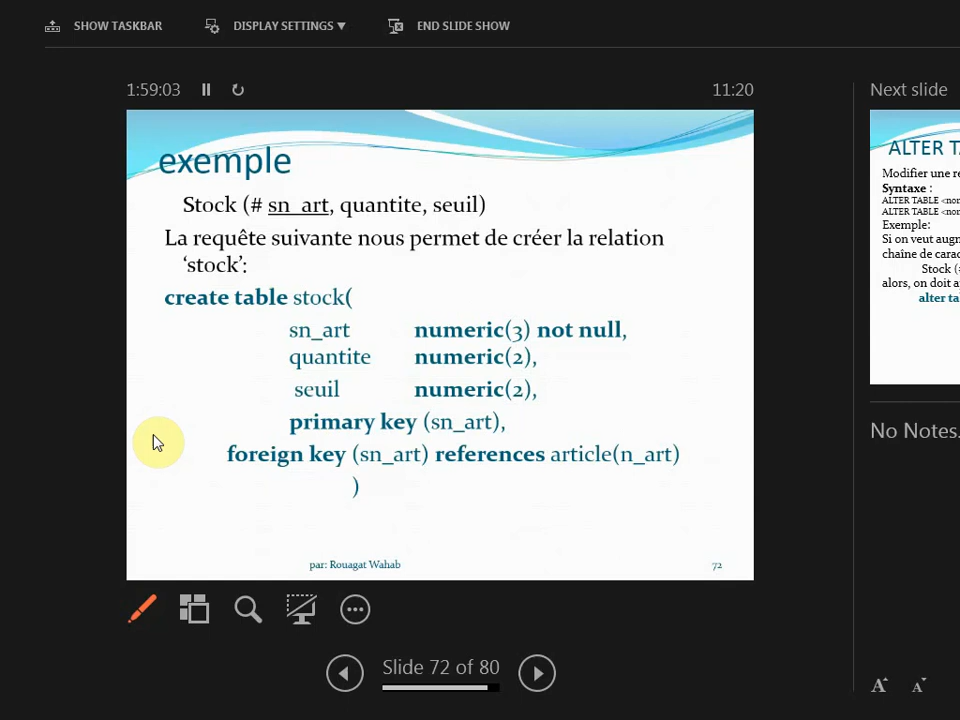 SHOW TASKBAR DISPLAY SETTINGS ▼ END SLIDE SHOW
1:59:03 11:20 Next slide
exemple
Stock (# sn_art, quantite, seuil)
La requête suivante nous permet de créer la relation
‘stock’:
create table stock(
sn_art numeric(3) not null,
quantite numeric(2),
seuil numeric(2),
primary key (sn_art),
foreign key (sn_art) references article(n_art)
)
par: Rouagat Wahab 72
ALTER TA
Modifier une re
Syntaxe :
ALTER TABLE <nom
ALTER TABLE <nom
Exemple:
Si on veut augn
chaîne de carac
Stock (#
alors, on doit a
alter ta
No Notes.
Slide 72 of 80
A A